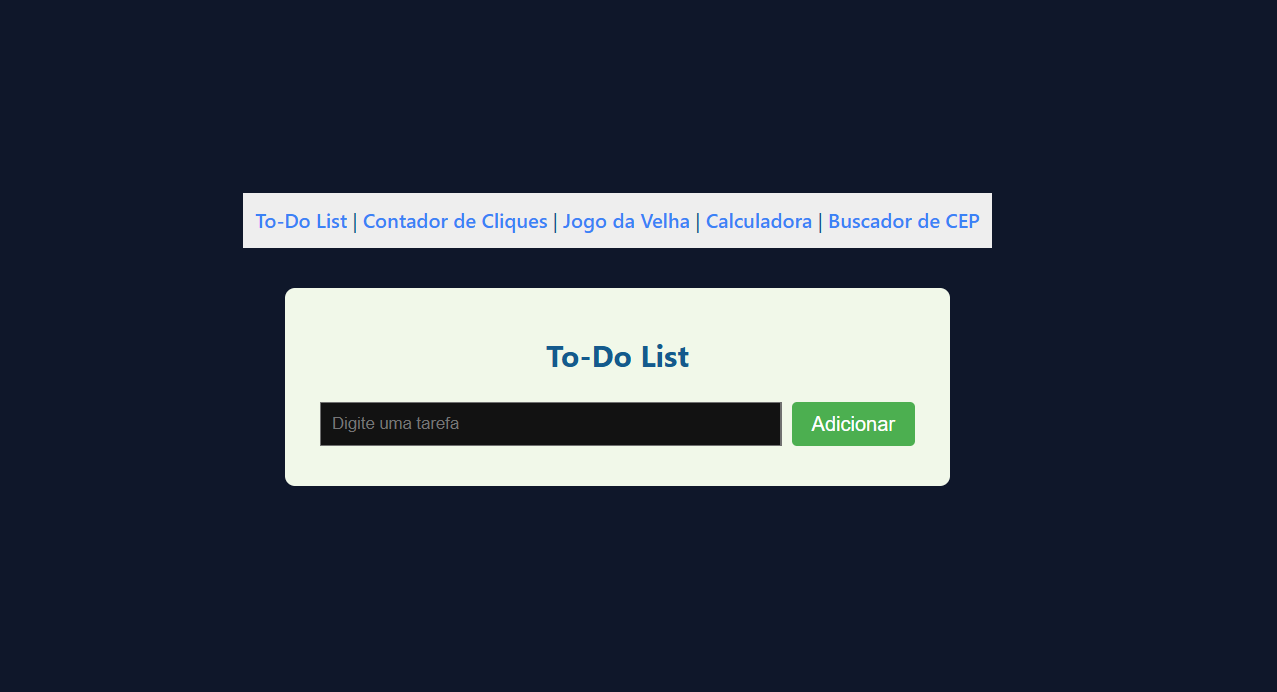 To-Do List | Contador de Cliques | Jogo da Velha | Calculadora | Buscador de CEP
To-Do List
Digite uma tarefa
Adicionar